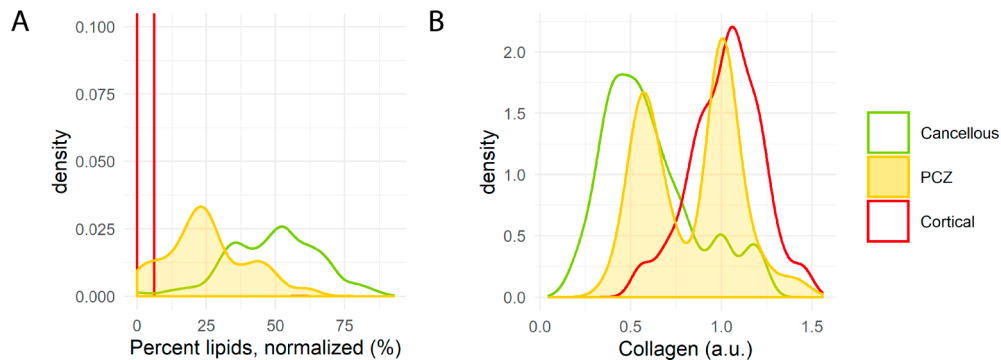 A
density
0.100
0.075
0.050
0.025
0.000
0
25
50
75
Percent lipids, normalized (%)
B
density
2.0
1.5
1.0
0.5
0.0
0.0
0.5
1.0
1.5
Collagen (a.u.)
Cancellous
PCZ
Cortical